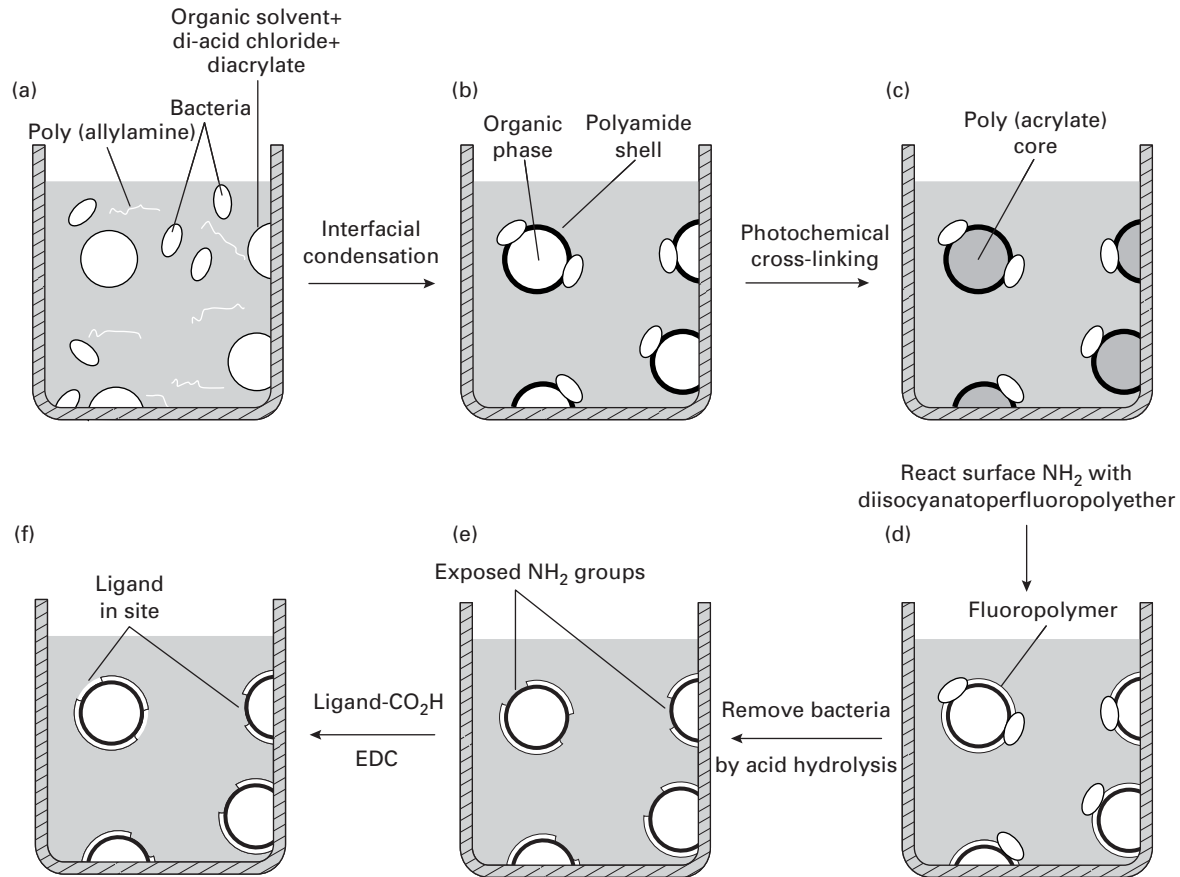 (a)
Organic solvent+
di-acid chloride+
diacrylate
Bacteria
Poly (allylamine)
Interfacial
condensation
(b)
Organic
phase
Polyamide
shell
Photochemical
cross-linking
(c)
Poly (acrylate)
core
React surface NH₂ with
diisocyanatoperfluoropolyether
(d)
Fluoropolymer
Remove bacteria
by acid hydrolysis
(e)
Exposed NH₂ groups
Ligand-CO₂H
EDC
(f)
Ligand
in site